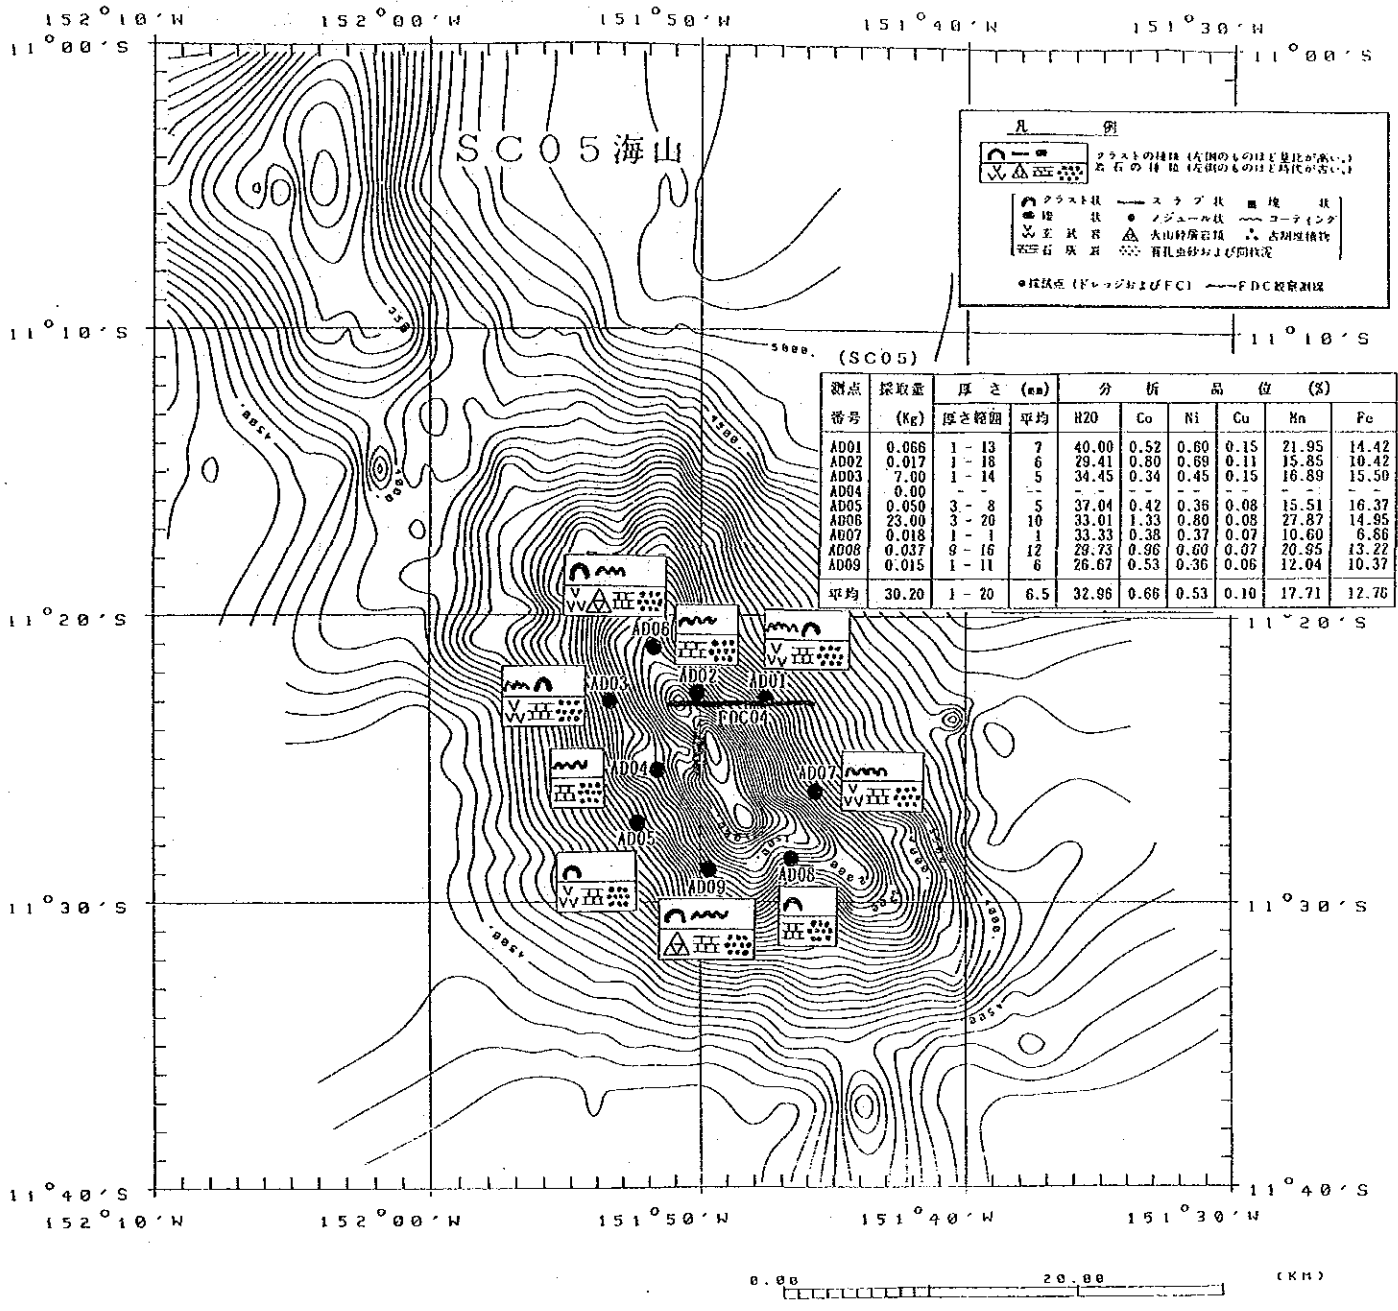 152°10'W 152°00'W 151°50'W 151°40'W 151°30'W
11°00'S 11°00'S
SC05海山
凡 例
クラストの種類 (左側のものほど量比が高い。)
岩石の種類 (左側のものほど時代が古い。)
クラスト状 スラブ状 塊 状
礫 状 ノジュール状 コーティング
玄武岩 火山砕屑岩類 古期堆積物
石灰岩 有孔虫砂および同軟泥
採試点 (ドレッジおよびFC) FDC観察測線
3500
11°10'S 11°10'S
5000.
(SC05)
測点 採取量 厚さ (mm) 分 析 品 位 (%)
番号 (Kg) 厚さ範囲 平均 H2O Co Ni Cu Mn Fe
AD01 0.066 1 - 13 7 40.00 0.52 0.60 0.15 21.95 14.42
AD02 0.017 1 - 18 6 29.41 0.80 0.69 0.11 15.85 10.42
AD03 7.00 1 - 14 5 34.45 0.34 0.45 0.15 16.89 15.50
AD04 0.00 - - -- - - - - - - - - - - - -
AD05 0.050 3 - 8 5 37.04 0.42 0.36 0.08 15.51 16.37
AD06 23.00 3 - 20 10 33.01 1.33 0.80 0.08 27.87 14.95
AD07 0.018 1 - 1 1 33.33 0.38 0.37 0.07 10.60 6.86
AD08 0.037 9 - 16 12 29.73 0.96 0.60 0.07 20.95 13.22
AD09 0.015 1 - 11 6 26.67 0.53 0.36 0.06 12.04 10.37
平均 30.20 1 - 20 6.5 32.96 0.66 0.53 0.10 17.71 12.76
4500.
4500.
4000.
11°20'S 11°20'S
AD06
AD02
AD01
AD03
FDC04
AD04
AD07
AD05
AD08
AD09
2000.
4000.
11°30'S 11°30'S
4500.
4500.
11°40'S 11°40'S
152°10'W 152°00'W 151°50'W 151°40'W 151°30'W
0.00 20.00 (KM)